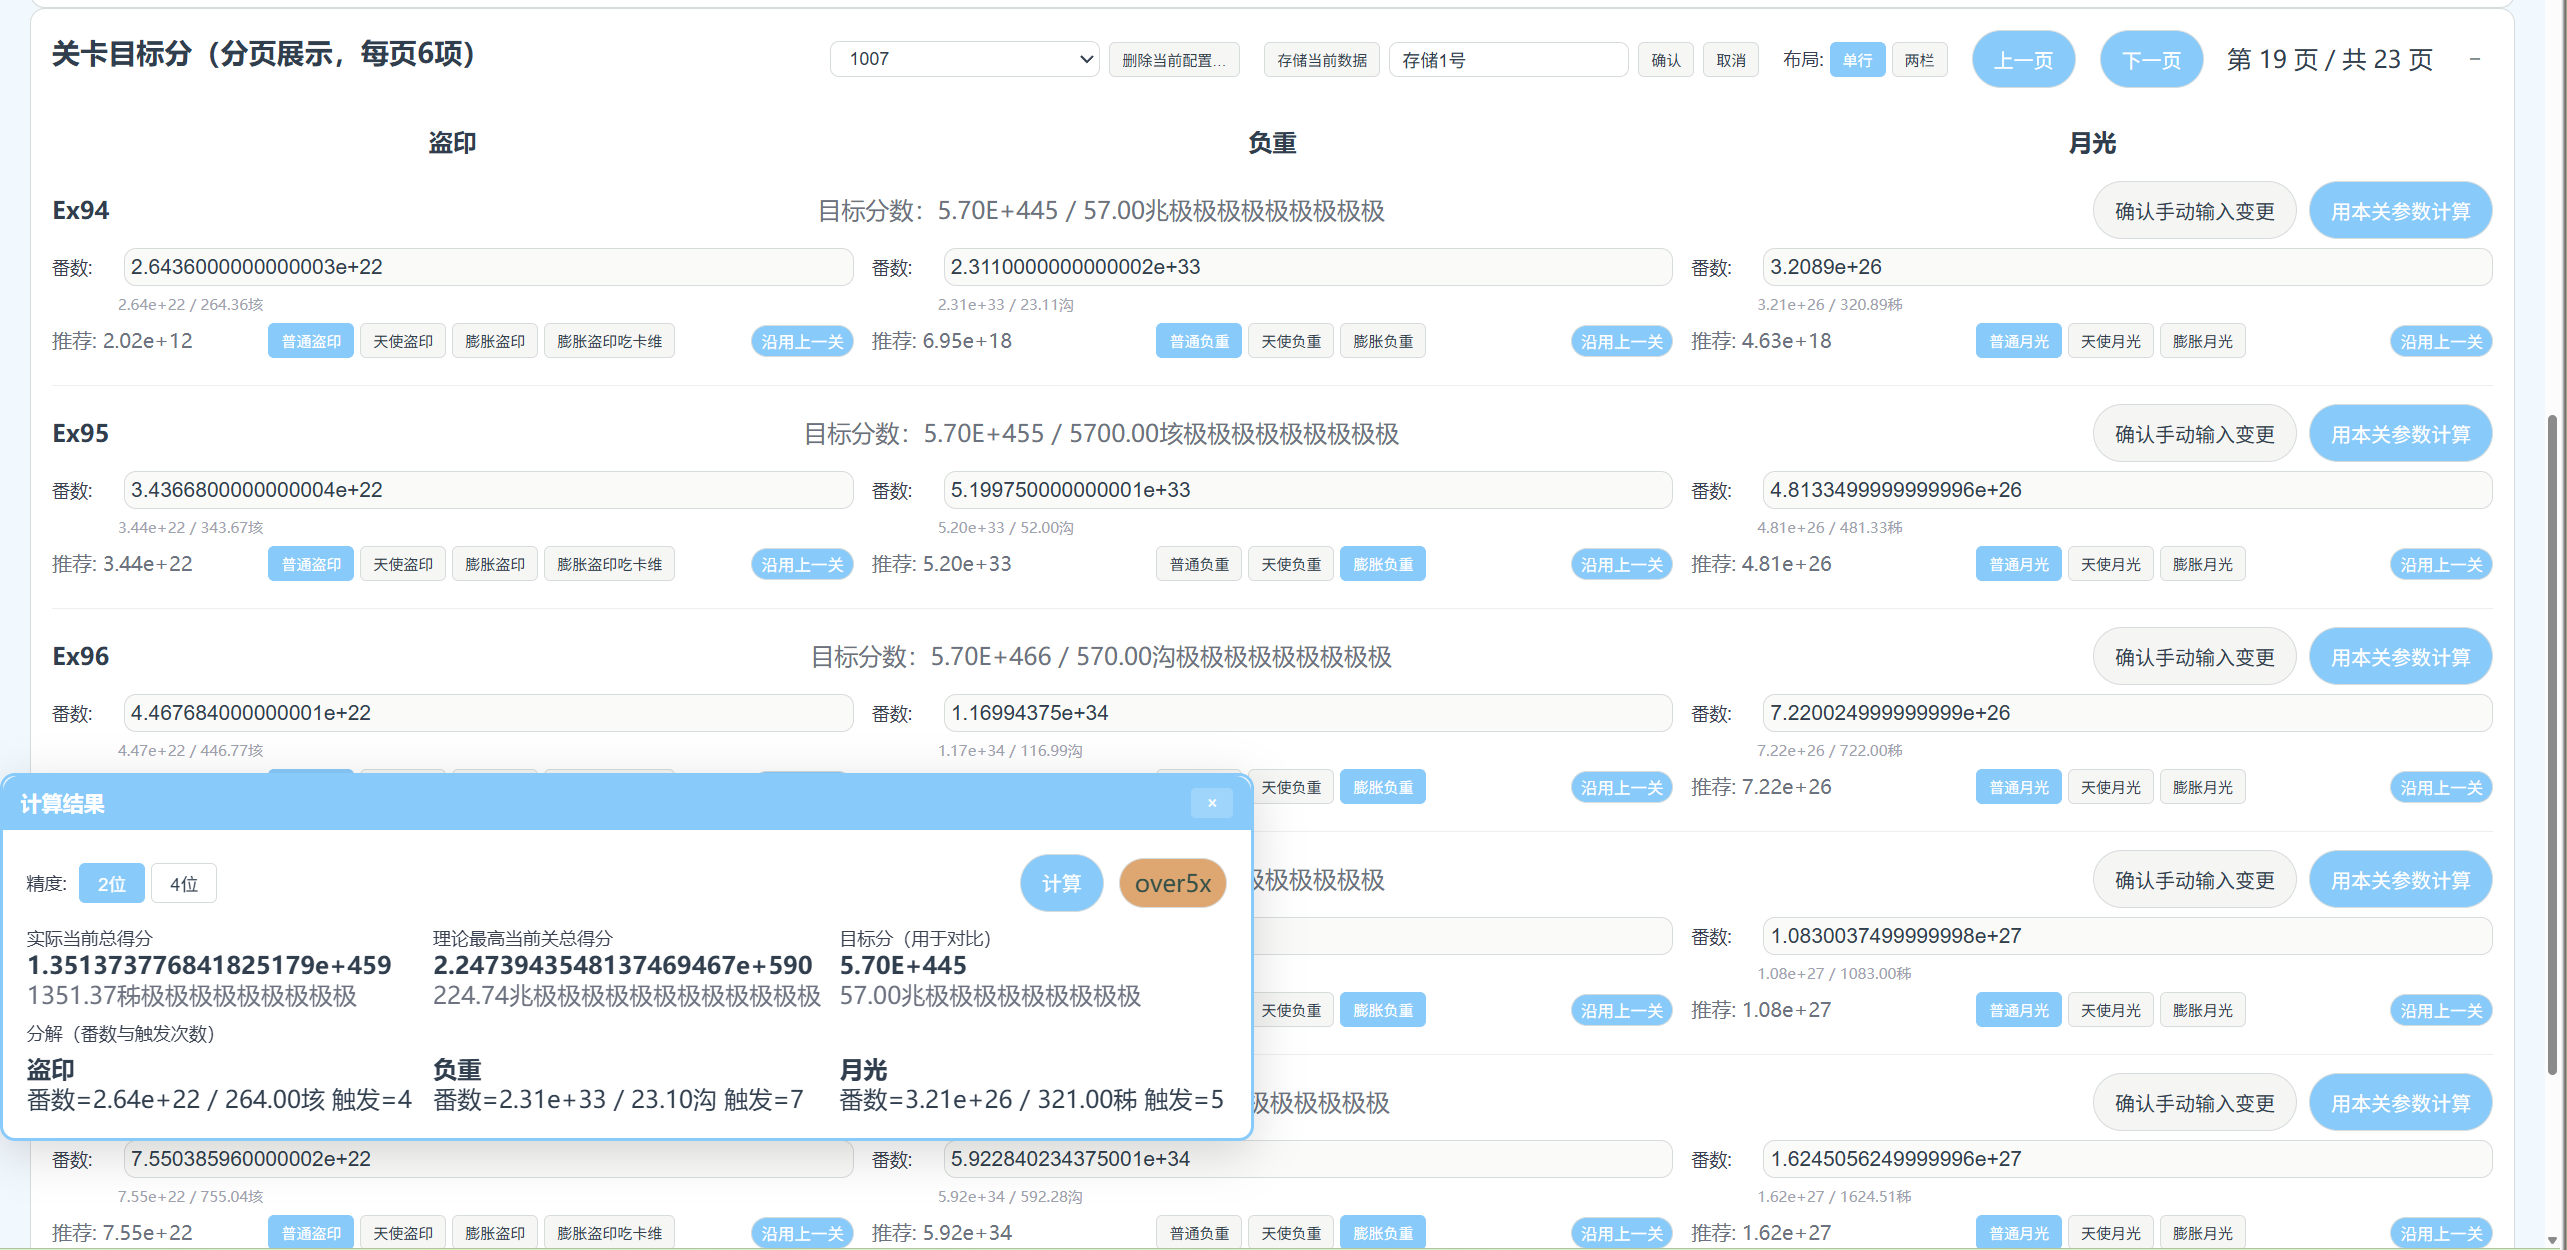 关卡目标分（分页展示，每页6项）
1007 删除当前配置... 存储当前数据 存储1号 确认 取消 布局: 单行 两栏 上一页 下一页 第 19 页 / 共 23 页 −
盗印 负重 月光
Ex94 目标分数：5.70E+445 / 57.00兆极极极极极极极极极 确认手动输入变更 用本关参数计算
番数: 2.6436000000000003e+22 番数: 2.3110000000000002e+33 番数: 3.2089e+26
2.64e+22 / 264.36垓 2.31e+33 / 23.11沟 3.21e+26 / 320.89秭
推荐: 2.02e+12 普通盗印 天使盗印 膨胀盗印 膨胀盗印吃卡维 沿用上一关 推荐: 6.95e+18 普通负重 天使负重 膨胀负重 沿用上一关 推荐: 4.63e+18 普通月光 天使月光 膨胀月光 沿用上一关
Ex95 目标分数：5.70E+455 / 5700.00垓极极极极极极极极极 确认手动输入变更 用本关参数计算
番数: 3.4366800000000004e+22 番数: 5.199750000000001e+33 番数: 4.8133499999999996e+26
3.44e+22 / 343.67垓 5.20e+33 / 52.00沟 4.81e+26 / 481.33秭
推荐: 3.44e+22 普通盗印 天使盗印 膨胀盗印 膨胀盗印吃卡维 沿用上一关 推荐: 5.20e+33 普通负重 天使负重 膨胀负重 沿用上一关 推荐: 4.81e+26 普通月光 天使月光 膨胀月光 沿用上一关
Ex96 目标分数：5.70E+466 / 570.00沟极极极极极极极极极 确认手动输入变更 用本关参数计算
番数: 4.467684000000001e+22 番数: 1.16994375e+34 番数: 7.220024999999999e+26
4.47e+22 / 446.77垓 1.17e+34 / 116.99沟 7.22e+26 / 722.00秭
天使负重 膨胀负重 沿用上一关 推荐: 7.22e+26 普通月光 天使月光 膨胀月光 沿用上一关
计算结果 ×
精度: 2位 4位 计算 over5x
实际当前总得分 理论最高当前关总得分 目标分（用于对比）
1.351373776841825179e+459 2.2473943548137469467e+590 5.70E+445
1351.37秭极极极极极极极极极 224.74兆极极极极极极极极极极极极 57.00兆极极极极极极极极极
分解（番数与触发次数）
盗印 负重 月光
番数=2.64e+22 / 264.00垓 触发=4 番数=2.31e+33 / 23.10沟 触发=7 番数=3.21e+26 / 321.00秭 触发=5
极极极极极 确认手动输入变更 用本关参数计算
番数: 1.0830037499999998e+27
1.08e+27 / 1083.00秭
天使负重 膨胀负重 沿用上一关 推荐: 1.08e+27 普通月光 天使月光 膨胀月光 沿用上一关
极极极极极 确认手动输入变更 用本关参数计算
番数: 7.550385960000002e+22 番数: 5.922840234375001e+34 番数: 1.6245056249999996e+27
7.55e+22 / 755.04垓 5.92e+34 / 592.28沟 1.62e+27 / 1624.51秭
推荐: 7.55e+22 普通盗印 天使盗印 膨胀盗印 膨胀盗印吃卡维 沿用上一关 推荐: 5.92e+34 普通负重 天使负重 膨胀负重 沿用上一关 推荐: 1.62e+27 普通月光 天使月光 膨胀月光 沿用上一关